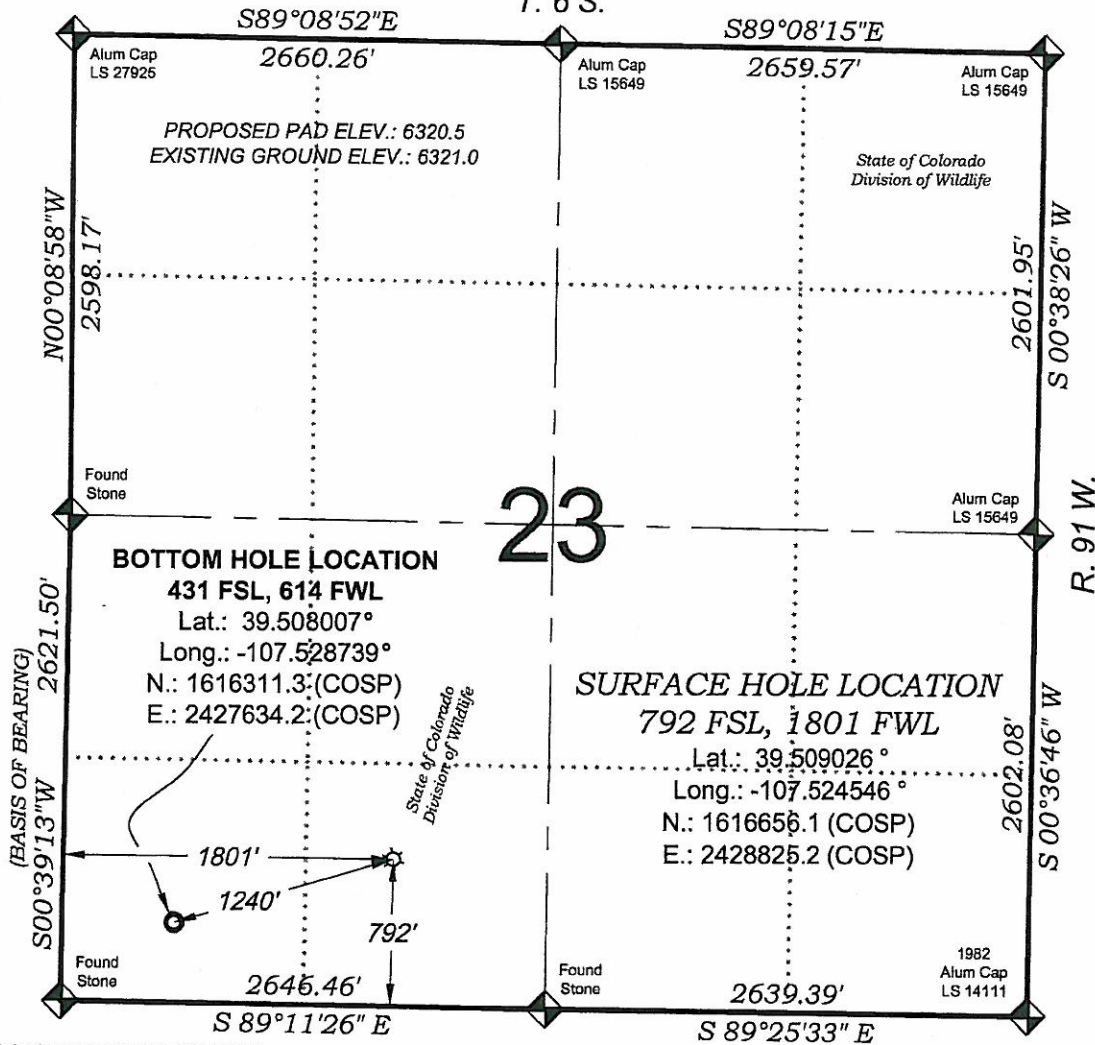 T. 6 S.
S89°08'52"E
S89°08'15"E
2660.26'
2659.57'
Alum Cap
LS 27925
Alum Cap
LS 15649
Alum Cap
LS 15649
PROPOSED PAD ELEV.: 6320.5
EXISTING GROUND ELEV.: 6321.0
State of Colorado
Division of Wildlife
N00°08'58"W
2598.17'
2601.95'
S 00°38'26" W
Found
Stone
23
Alum Cap
LS 15649
R. 91 W.
BOTTOM HOLE LOCATION
431 FSL, 614 FWL
Lat.: 39.508007°
Long.: -107.528739°
N.: 1616311.3 (COSP)
E.: 2427634.2 (COSP)
(BASIS OF BEARING)
S00°39'13"W
2621.50'
State of Colorado
Division of Wildlife
SURFACE HOLE LOCATION
792 FSL, 1801 FWL
Lat.: 39.509026 °
Long.: -107.524546 °
N.: 1616656.1 (COSP)
E.: 2428825.2 (COSP)
2602.08'
S 00°36'46" W
1801'
1240'
792'
Found
Stone
2646.46'
S 89°11'26" E
Found
Stone
2639.39'
S 89°25'33" E
1982
Alum Cap
LS 14111